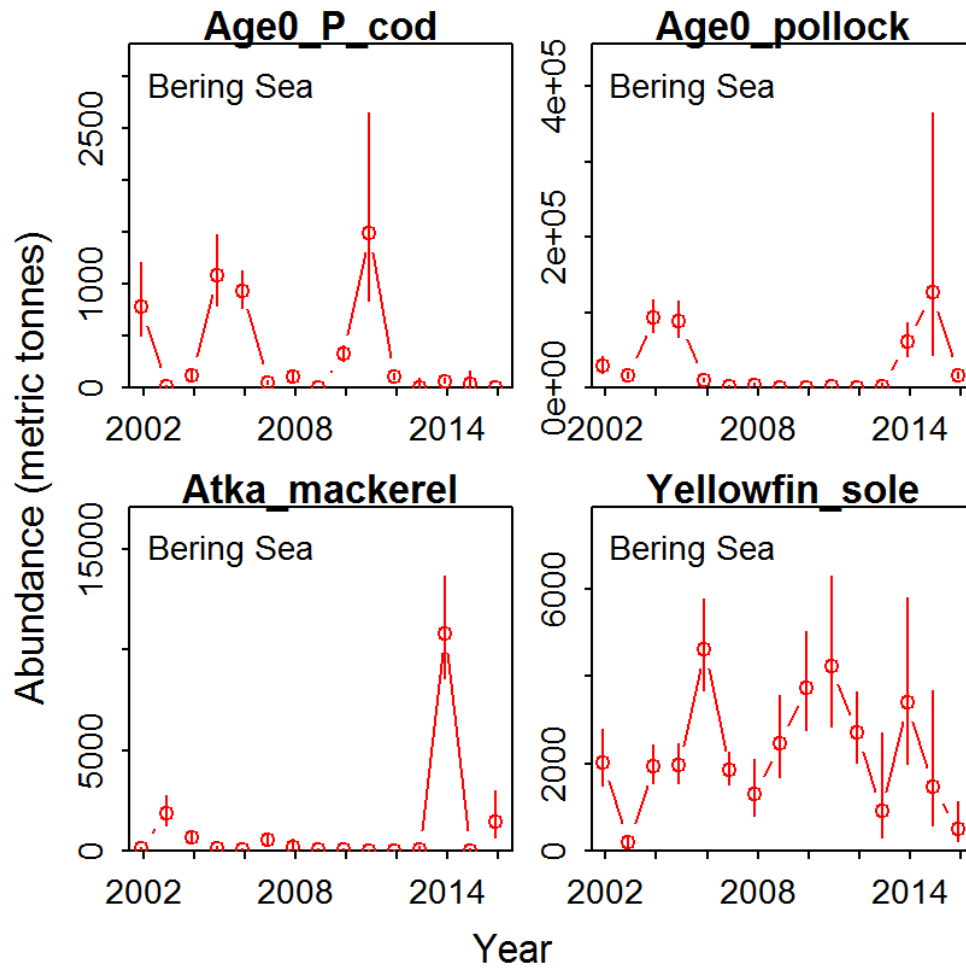 Age0_P_cod
Age0_pollock
Bering Sea
Bering Sea
2500
1000
0
4e+05
2e+05
0e+00
2002 2008 2014
2002 2008 2014
Atka_mackerel
Yellowfin_sole
Bering Sea
Bering Sea
15000
5000
0
6000
2000
0
2002 2008 2014
2002 2008 2014
Abundance (metric tonnes)
Year